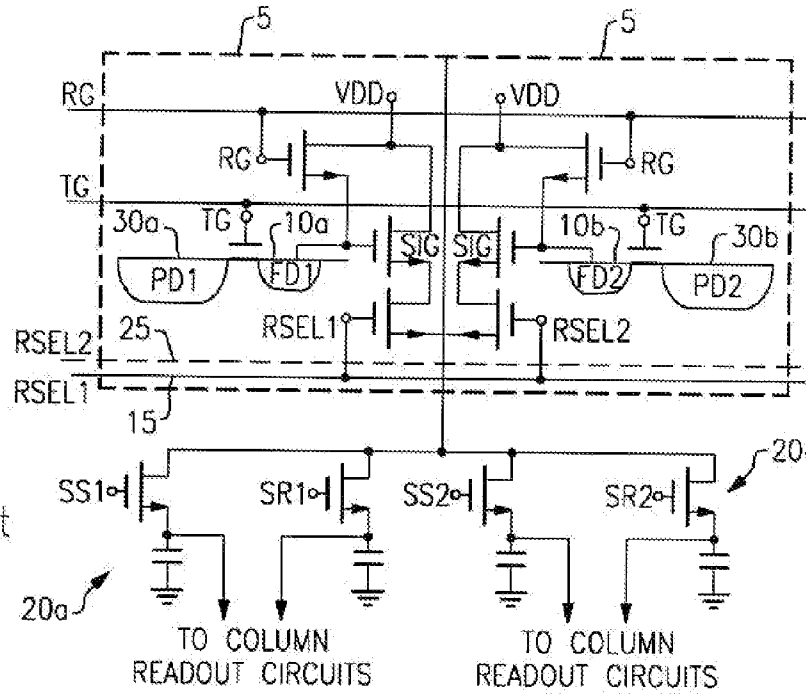 5 5
RG VDD VDD
RG RG
TG
TG 10a 10b TG
30a SIG SIG 30b
PD1 FD1 FD2 PD2
RSEL1 RSEL2
RSEL2 25
RSEL1
15
20
SS1 SR1 SS2 SR2
t
20a
TO COLUMN TO COLUMN
READOUT CIRCUITS READOUT CIRCUITS